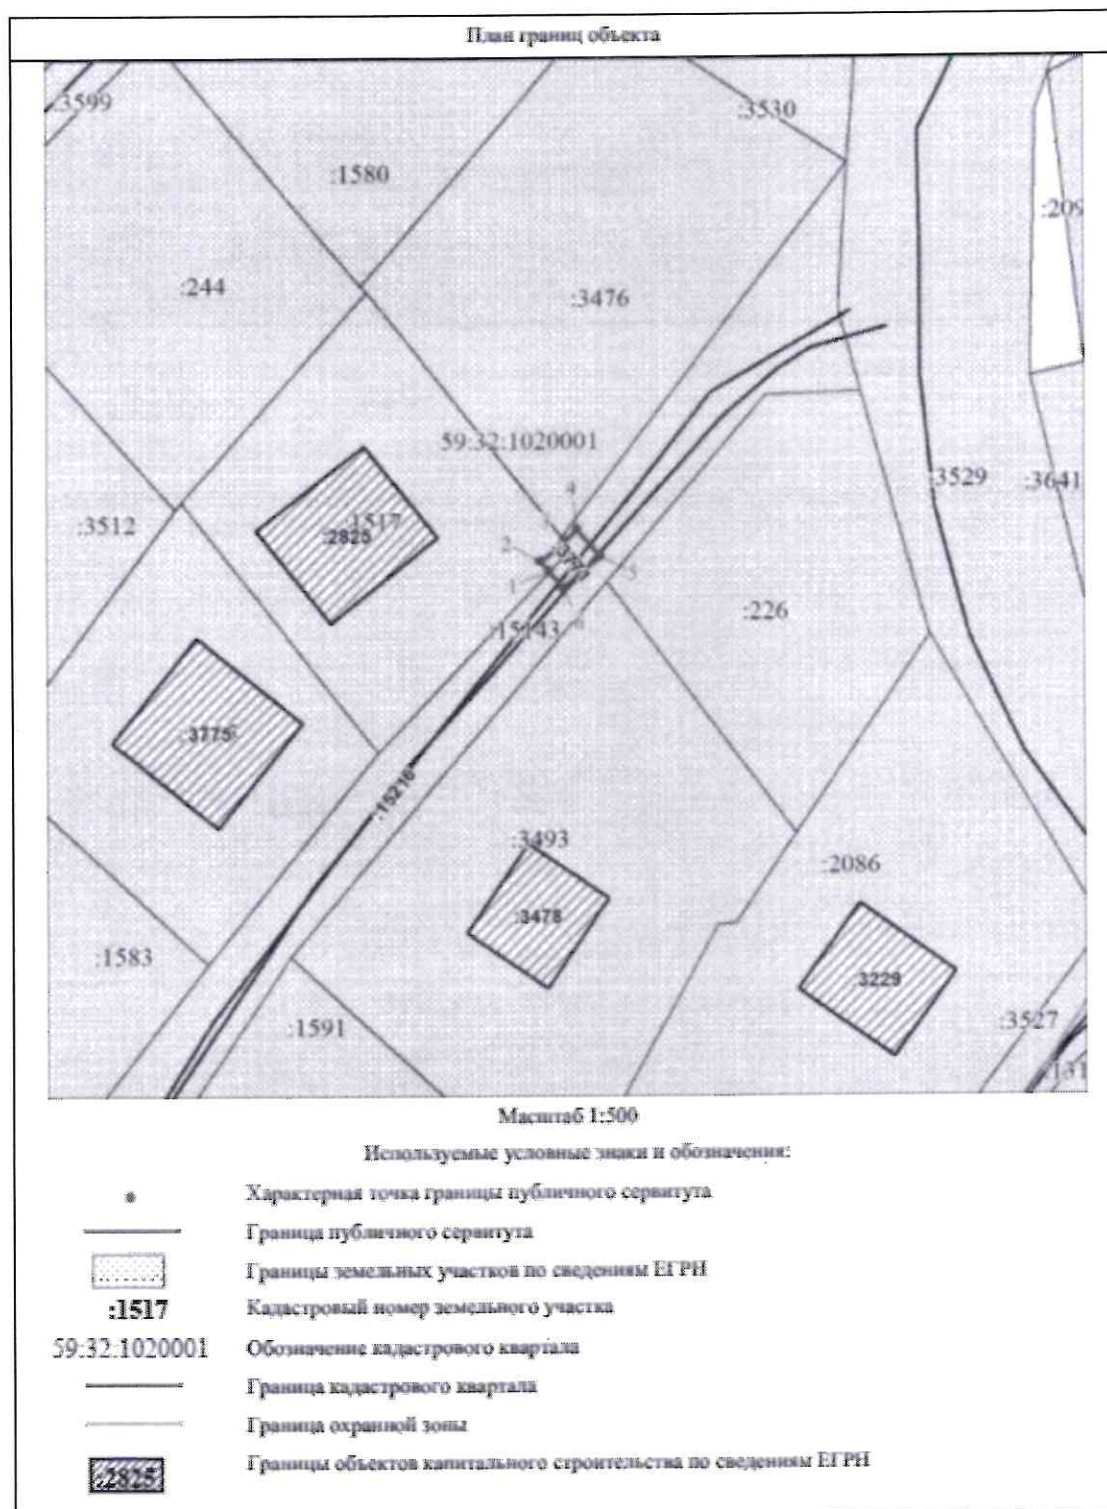 План границ объекта
:3599
:3530
:1580
:209
:244
:3476
59:32:1020001
:3529
:3641
4
:3512
:1517
:2825
2
5
1
:226
:15143
:3775
:15216
:3493
:2086
:3478
:1583
:3229
:1591
:3527
:131
Масштаб 1:500
Используемые условные знаки и обозначения:
Характерная точка границы публичного сервитута
Граница публичного сервитута
Границы земельных участков по сведениям ЕГРН
:1517 Кадастровый номер земельного участка
59:32:1020001 Обозначение кадастрового квартала
Граница кадастрового квартала
Граница охранной зоны
:2825 Границы объектов капитального строительства по сведениям ЕГРН